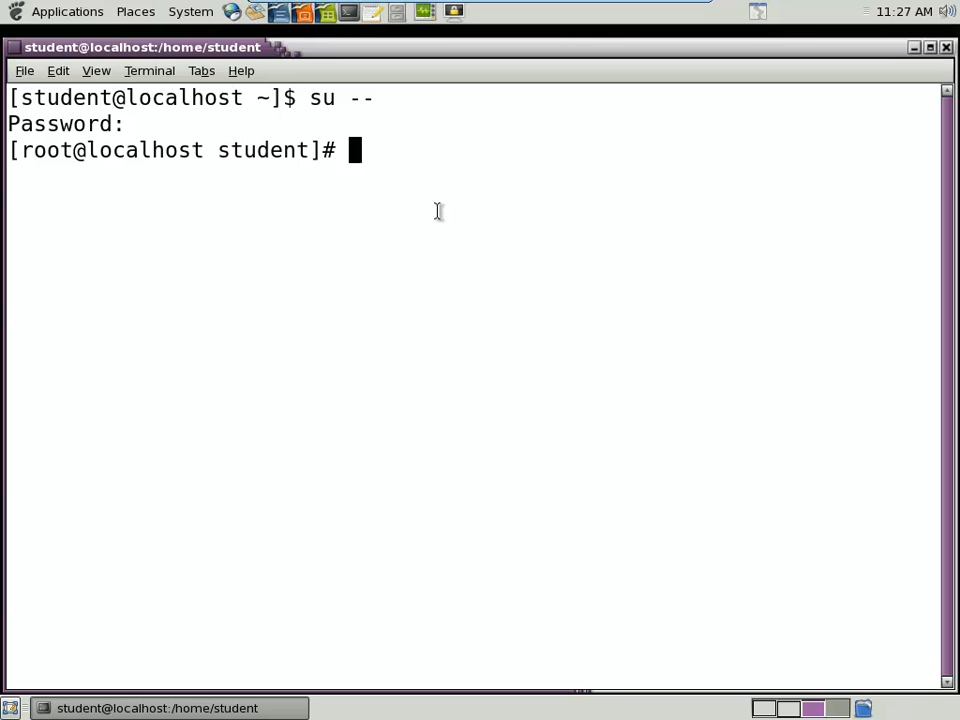 Applications Places System 11:27 AM
student@localhost:/home/student
File Edit View Terminal Tabs Help
[student@localhost ~]$ su --
Password:
[root@localhost student]#
student@localhost:/home/student